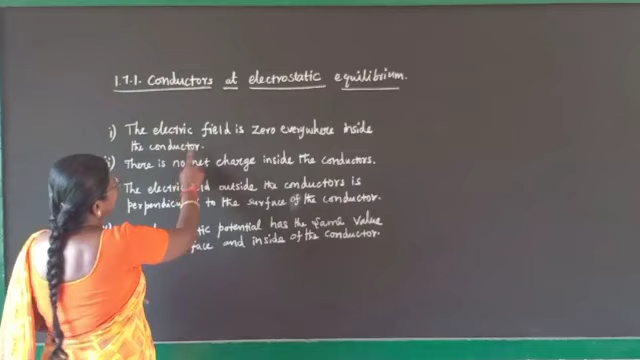 1.7.1. Conductors at electrostatic equilibrium.
i) The electric field is zero everywhere inside
the conductor.
ii) There is no net charge inside the conductors.
The electric outside the conductors is
to the surface of the conductor.
potential has the same value
and inside of the conductor.